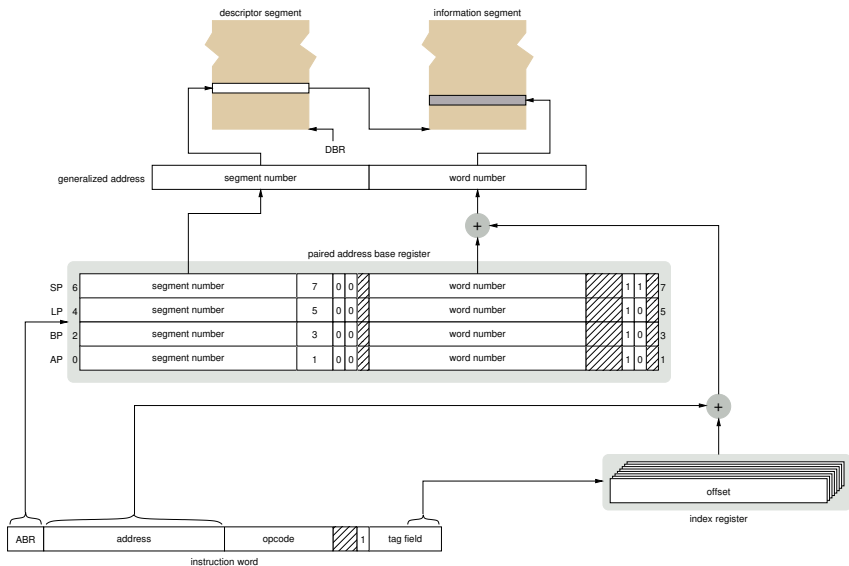 descriptor segment information segment
DBR
generalized address segment number word number
+
paired address base register
SP 6 segment number 7 0 0 word number 1 1 7
LP 4 segment number 5 0 0 word number 1 0 5
BP 2 segment number 3 0 0 word number 1 0 3
AP 0 segment number 1 0 0 word number 1 0 1
+
offset
index register
ABR address opcode 1 tag field
instruction word